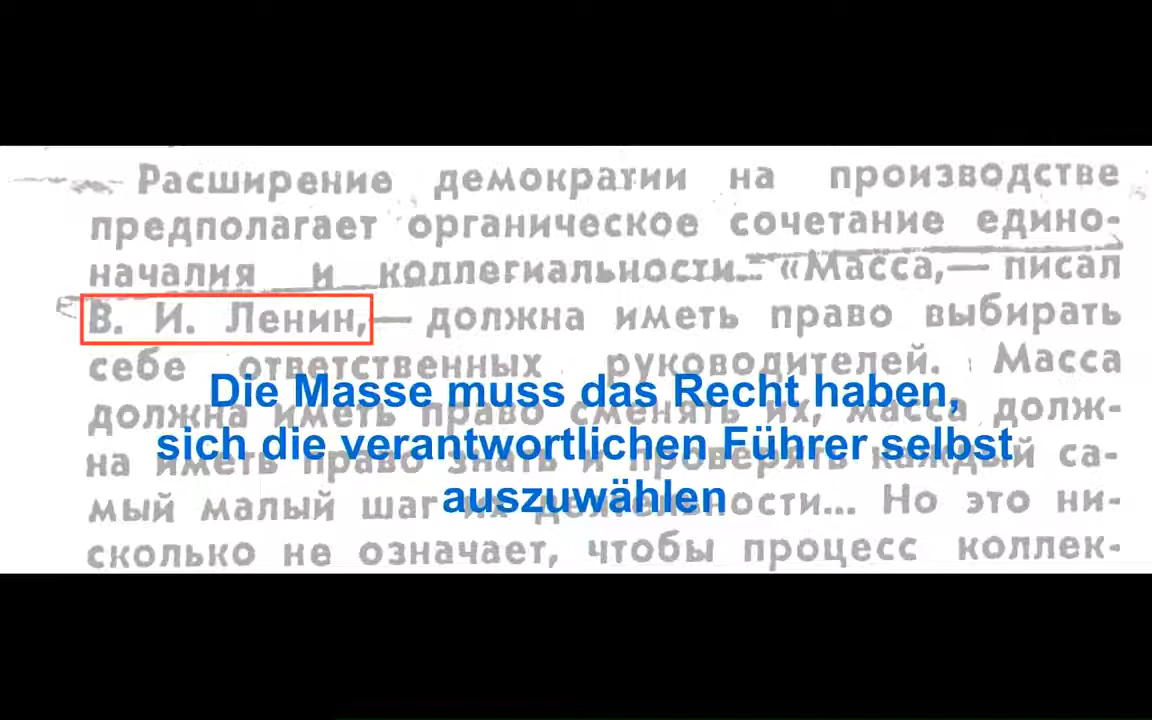 Расширение демократии на производстве
предполагает органическое сочетание едино-
началия и коллегиальности. «Масса,— писал
В. И. Ленин,— должна иметь право выбирать
себе ответственных руководителей. Масса
должна иметь право сменять их, масса долж-
на иметь право знать и проверять каждый са-
мый малый шаг их деятельности... Но это ни-
сколько не означает, чтобы процесс коллек-
Die Masse muss das Recht haben,
sich die verantwortlichen Führer selbst
auszuwählen